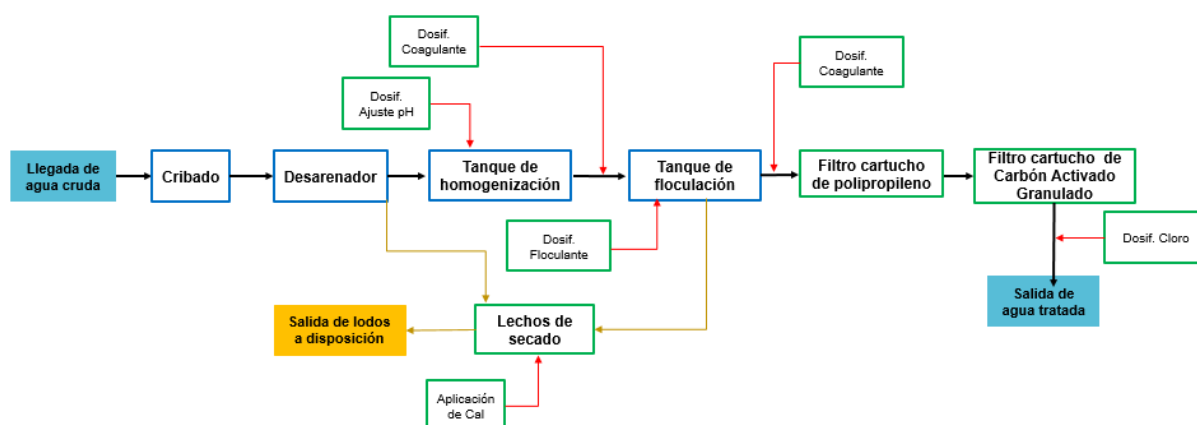 Dosif.
Coagulante
Dosif.
Coagulante
Dosif.
Ajuste pH
Llegada de
agua cruda
Cribado
Desarenador
Tanque de
homogenización
Tanque de
floculación
Filtro cartucho
de polipropileno
Filtro cartucho de
Carbón Activado
Granulado
Dosif.
Floculante
Dosif. Cloro
Salida de lodos
a disposición
Lechos de
secado
Salida de
agua tratada
Aplicación
de Cal